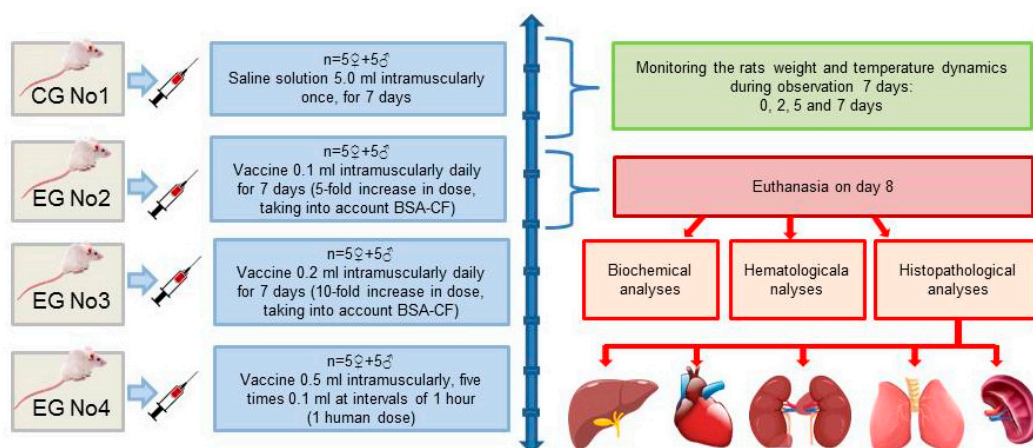 CG No1
n=5♀+5♂
Saline solution 5.0 ml intramuscularly
once, for 7 days
EG No2
n=5♀+5♂
Vaccine 0.1 ml intramuscularly daily
for 7 days (5-fold increase in dose,
taking into account BSA-CF)
EG No3
n=5♀+5♂
Vaccine 0.2 ml intramuscularly daily
for 7 days (10-fold increase in dose,
taking into account BSA-CF)
EG No4
n=5♀+5♂
Vaccine 0.5 ml intramuscularly, five
times 0.1 ml at intervals of 1 hour
(1 human dose)
Monitoring the rats weight and temperature dynamics
during observation 7 days:
0, 2, 5 and 7 days
Euthanasia on day 8
Biochemical
analyses
Hematologicala
nalyses
Histopathological
analyses